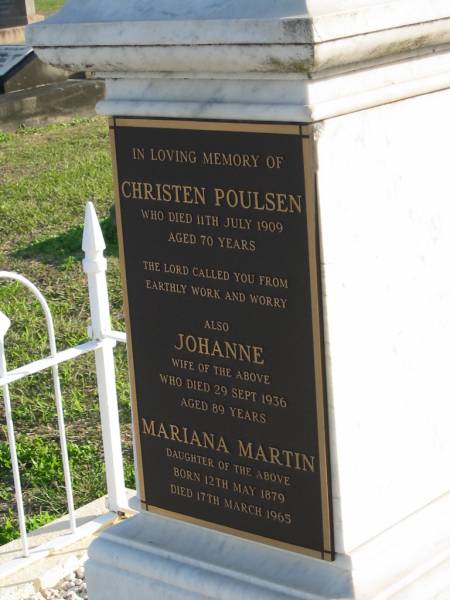 IN LOVING MEMORY OF
CHRISTEN POULSEN
WHO DIED 11TH JULY 1909
AGED 70 YEARS
THE LORD CALLED YOU FROM
EARTHLY WORK AND WORRY
ALSO
JOHANNE
WIFE OF THE ABOVE
WHO DIED 29 SEPT 1936
AGED 89 YEARS
MARIANA MARTIN
DAUGHTER OF THE ABOVE
BORN 12TH MAY 1879
DIED 17TH MARCH 1965